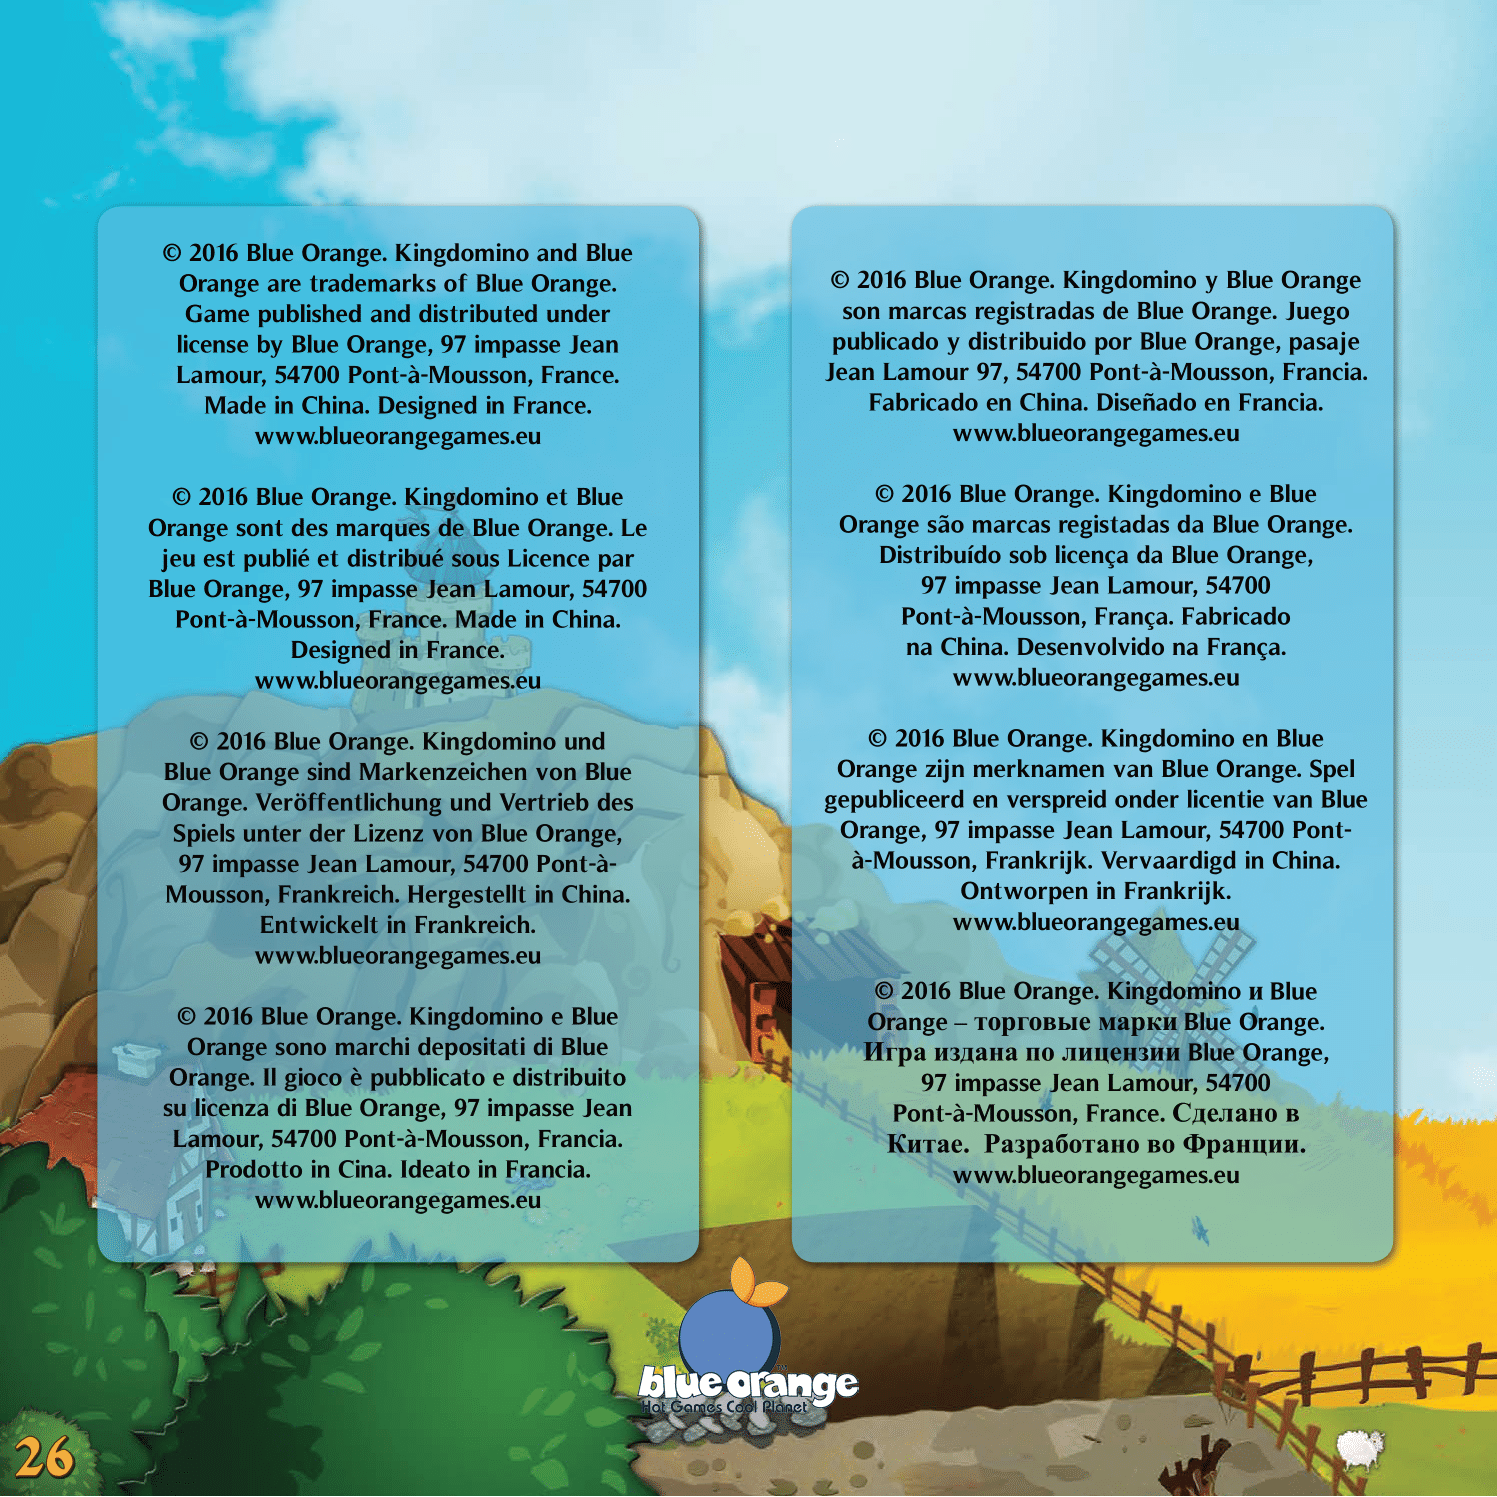 © 2016 Blue Orange. Kingdomino and Blue
Orange are trademarks of Blue Orange.
Game published and distributed under
license by Blue Orange, 97 impasse Jean
Lamour, 54700 Pont-à-Mousson, France.
Made in China. Designed in France.
www.blueorangegames.eu
© 2016 Blue Orange. Kingdomino et Blue
Orange sont des marques de Blue Orange. Le
jeu est publié et distribué sous Licence par
Blue Orange, 97 impasse Jean Lamour, 54700
Pont-à-Mousson, France. Made in China.
Designed in France.
www.blueorangegames.eu
© 2016 Blue Orange. Kingdomino und
Blue Orange sind Markenzeichen von Blue
Orange. Veröffentlichung und Vertrieb des
Spiels unter der Lizenz von Blue Orange,
97 impasse Jean Lamour, 54700 Pont-à-
Mousson, Frankreich. Hergestellt in China.
Entwickelt in Frankreich.
www.blueorangegames.eu
© 2016 Blue Orange. Kingdomino e Blue
Orange sono marchi depositati di Blue
Orange. Il gioco è pubblicato e distribuito
su licenza di Blue Orange, 97 impasse Jean
Lamour, 54700 Pont-à-Mousson, Francia.
Prodotto in Cina. Ideato in Francia.
www.blueorangegames.eu
© 2016 Blue Orange. Kingdomino y Blue Orange
son marcas registradas de Blue Orange. Juego
publicado y distribuido por Blue Orange, pasaje
Jean Lamour 97, 54700 Pont-à-Mousson, Francia.
Fabricado en China. Diseñado en Francia.
www.blueorangegames.eu
© 2016 Blue Orange. Kingdomino e Blue
Orange são marcas registadas da Blue Orange.
Distribuído sob licença da Blue Orange,
97 impasse Jean Lamour, 54700
Pont-à-Mousson, França. Fabricado
na China. Desenvolvido na França.
www.blueorangegames.eu
© 2016 Blue Orange. Kingdomino en Blue
Orange zijn merknamen van Blue Orange. Spel
gepubliceerd en verspreid onder licentie van Blue
Orange, 97 impasse Jean Lamour, 54700 Pont-
à-Mousson, Frankrijk. Vervaardigd in China.
Ontworpen in Frankrijk.
www.blueorangegames.eu
© 2016 Blue Orange. Kingdomino и Blue
Orange – торговые марки Blue Orange.
Игра издана по лицензии Blue Orange,
97 impasse Jean Lamour, 54700
Pont-à-Mousson, France. Сделано в
Китае.  Разработано во Франции.
www.blueorangegames.eu
blue orange™
Hot Games Cool Planet
26